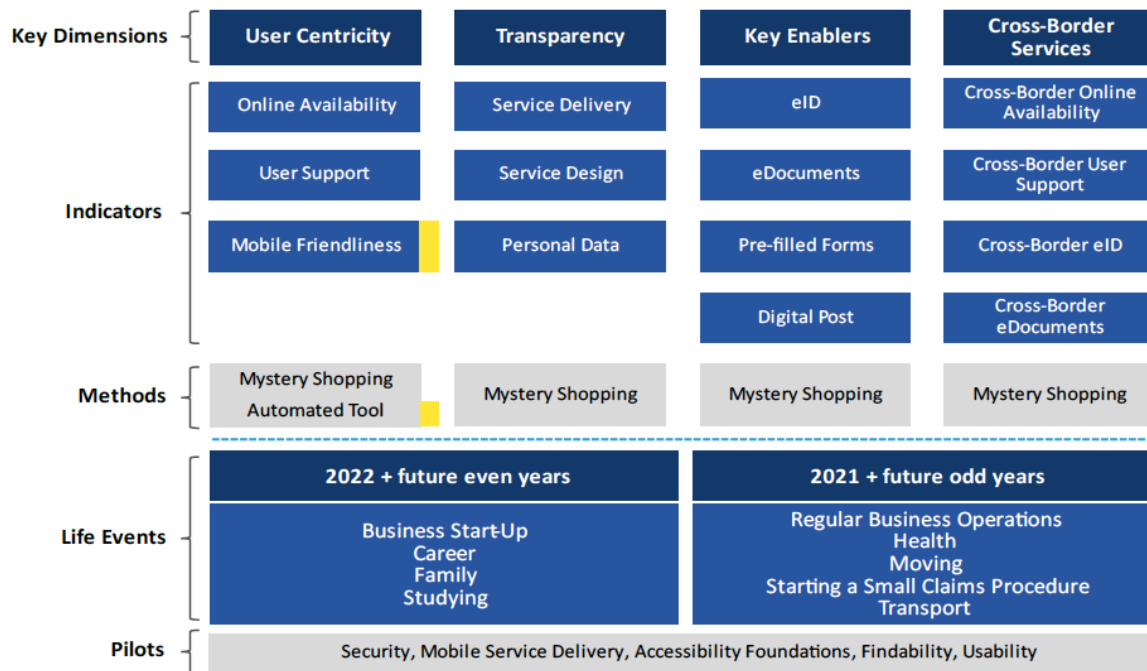 Key Dimensions
User Centricity
Transparency
Key Enablers
Cross-Border
Services
Indicators
Online Availability
Service Delivery
eID
Cross-Border Online
Availability
User Support
Service Design
eDocuments
Cross-Border User
Support
Mobile Friendliness
Personal Data
Pre-filled Forms
Cross-Border eID
Digital Post
Cross-Border
eDocuments
Methods
Mystery Shopping
Automated Tool
Mystery Shopping
Mystery Shopping
Mystery Shopping
Life Events
2022 + future even years
Business Start-Up
Career
Family
Studying
2021 + future odd years
Regular Business Operations
Health
Moving
Starting a Small Claims Procedure
Transport
Pilots
Security, Mobile Service Delivery, Accessibility Foundations, Findability, Usability